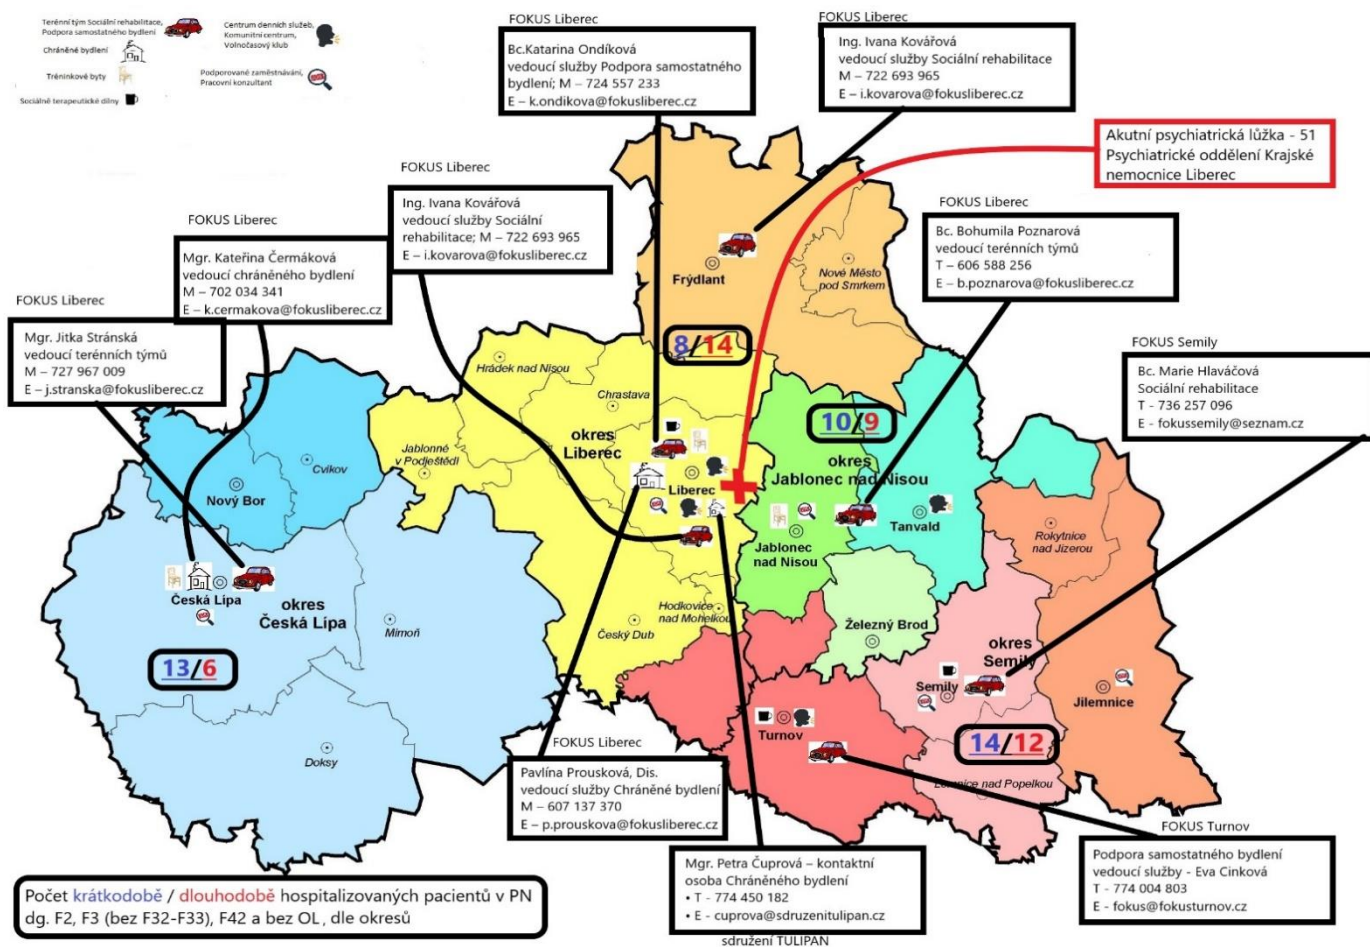 Terénní tým Sociální rehabilitace,
Podpora samostatného bydlení
Chráněné bydlení
Tréninkové byty
Sociálně terapeutické dílny
Centrum denních služeb,
Komunitní centrum,
Volnočasový klub
Podporované zaměstnávání,
Pracovní konzultant
FOKUS Liberec
Bc.Katarina Ondíková
vedoucí služby Podpora samostatného
bydlení; M – 724 557 233
E – k.ondikova@fokusliberec.cz
FOKUS Liberec
Ing. Ivana Kovářová
vedoucí služby Sociální rehabilitace
M – 722 693 965
E – i.kovarova@fokusliberec.cz
Akutní psychiatrická lůžka - 51
Psychiatrické oddělení Krajské
nemocnice Liberec
FOKUS Liberec
Ing. Ivana Kovářová
vedoucí služby Sociální
rehabilitace; M – 722 693 965
E – i.kovarova@fokusliberec.cz
FOKUS Liberec
Bc. Bohumila Poznarová
vedoucí terénních týmů
T – 606 588 256
E – b.poznarova@fokusliberec.cz
FOKUS Liberec
Mgr. Kateřina Čermáková
vedoucí chráněného bydlení
M – 702 034 341
E – k.cermakova@fokusliberec.cz
FOKUS Liberec
Mgr. Jitka Stránská
vedoucí terénních týmů
M – 727 967 009
E – j.stranska@fokusliberec.cz
FOKUS Semily
Bc. Marie Hlaváčová
Sociální rehabilitace
T - 736 257 096
E - fokussemily@seznam.cz
Frýdlant
Nové Město
pod Smrkem
8/14
Hrádek nad Nisou
Chrastava
okres
Liberec
Jablonné
v Podještědí
Liberec
10/9
okres
Jablonec nad Nisou
Cvikov
Nový Bor
Tanvald
Jablonec
nad Nisou
Rokytnice
nad Jizerou
Česká Lípa
okres
Česká Lípa
Mimoň
Hodkovice
nad Mohelkou
Český Dub
Železný Brod
okres
Semily
Semily
13/6
Jilemnice
Turnov
14/12
Lomnice nad Popelkou
Doksy
FOKUS Liberec
Pavlína Prousková, Dis.
vedoucí služby Chráněné bydlení
M – 607 137 370
E – p.prouskova@fokusliberec.cz
FOKUS Turnov
Podpora samostatného bydlení
vedoucí služby - Eva Cinková
T - 774 004 803
E - fokus@fokusturnov.cz
Mgr. Petra Čuprová – kontaktní
osoba Chráněného bydlení
• T - 774 450 182
• E - cuprova@sdruzenitulipan.cz
sdružení TULIPAN
Počet krátkodobě / dlouhodobě hospitalizovaných pacientů v PN
dg. F2, F3 (bez F32-F33), F42 a bez OL, dle okresů